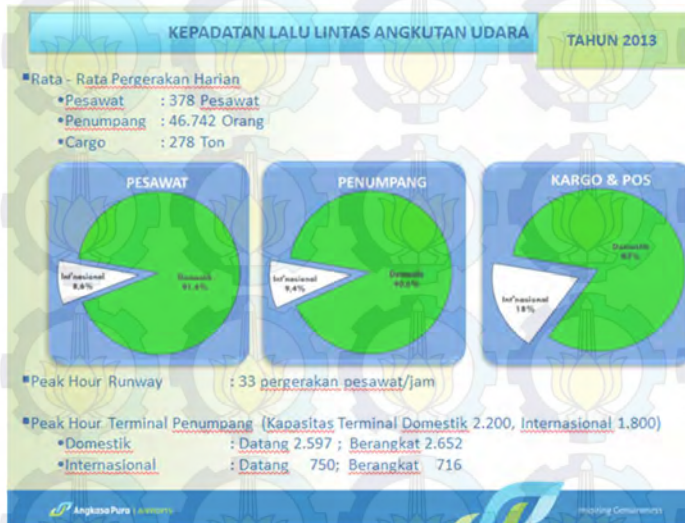 KEPADATAN LALU LINTAS ANGKUTAN UDARA
TAHUN 2013
Rata - Rata Pergerakan Harian
Pesawat : 378 Pesawat
Penumpang : 46.742 Orang
Cargo : 278 Ton
PESAWAT
Int'nasional
8,6%
Domestik
91,4%
PENUMPANG
Int'nasional
9,4%
Domestik
90,6%
KARGO & POS
Domestik
Int'nasional
18%
Peak Hour Runway : 33 pergerakan pesawat/jam
Peak Hour Terminal Penumpang (Kapasitas Terminal Domestik 2.200, Internasional 1.800)
Domestik : Datang 2.597 ; Berangkat 2.652
Internasional : Datang 750; Berangkat 716
Angkasa Pura | AIRPORTS